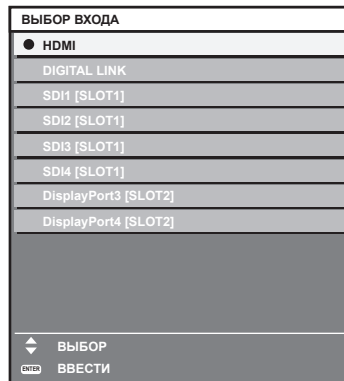 ВЫБОР ВХОДА
HDMI
DIGITAL LINK
SDI1 [SLOT1]
SDI2 [SLOT1]
SDI3 [SLOT1]
SDI4 [SLOT1]
DisplayPort3 [SLOT2]
DisplayPort4 [SLOT2]
ВЫБОР
ENTER ВВЕСТИ